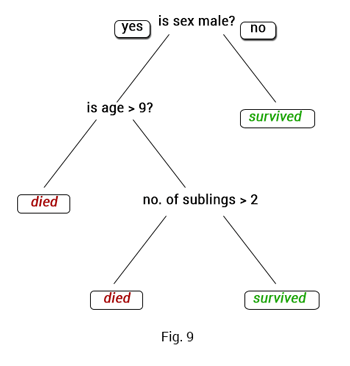 yes is sex male? no
is age > 9?
survived
died
no. of sublings > 2
died
survived
Fig. 9